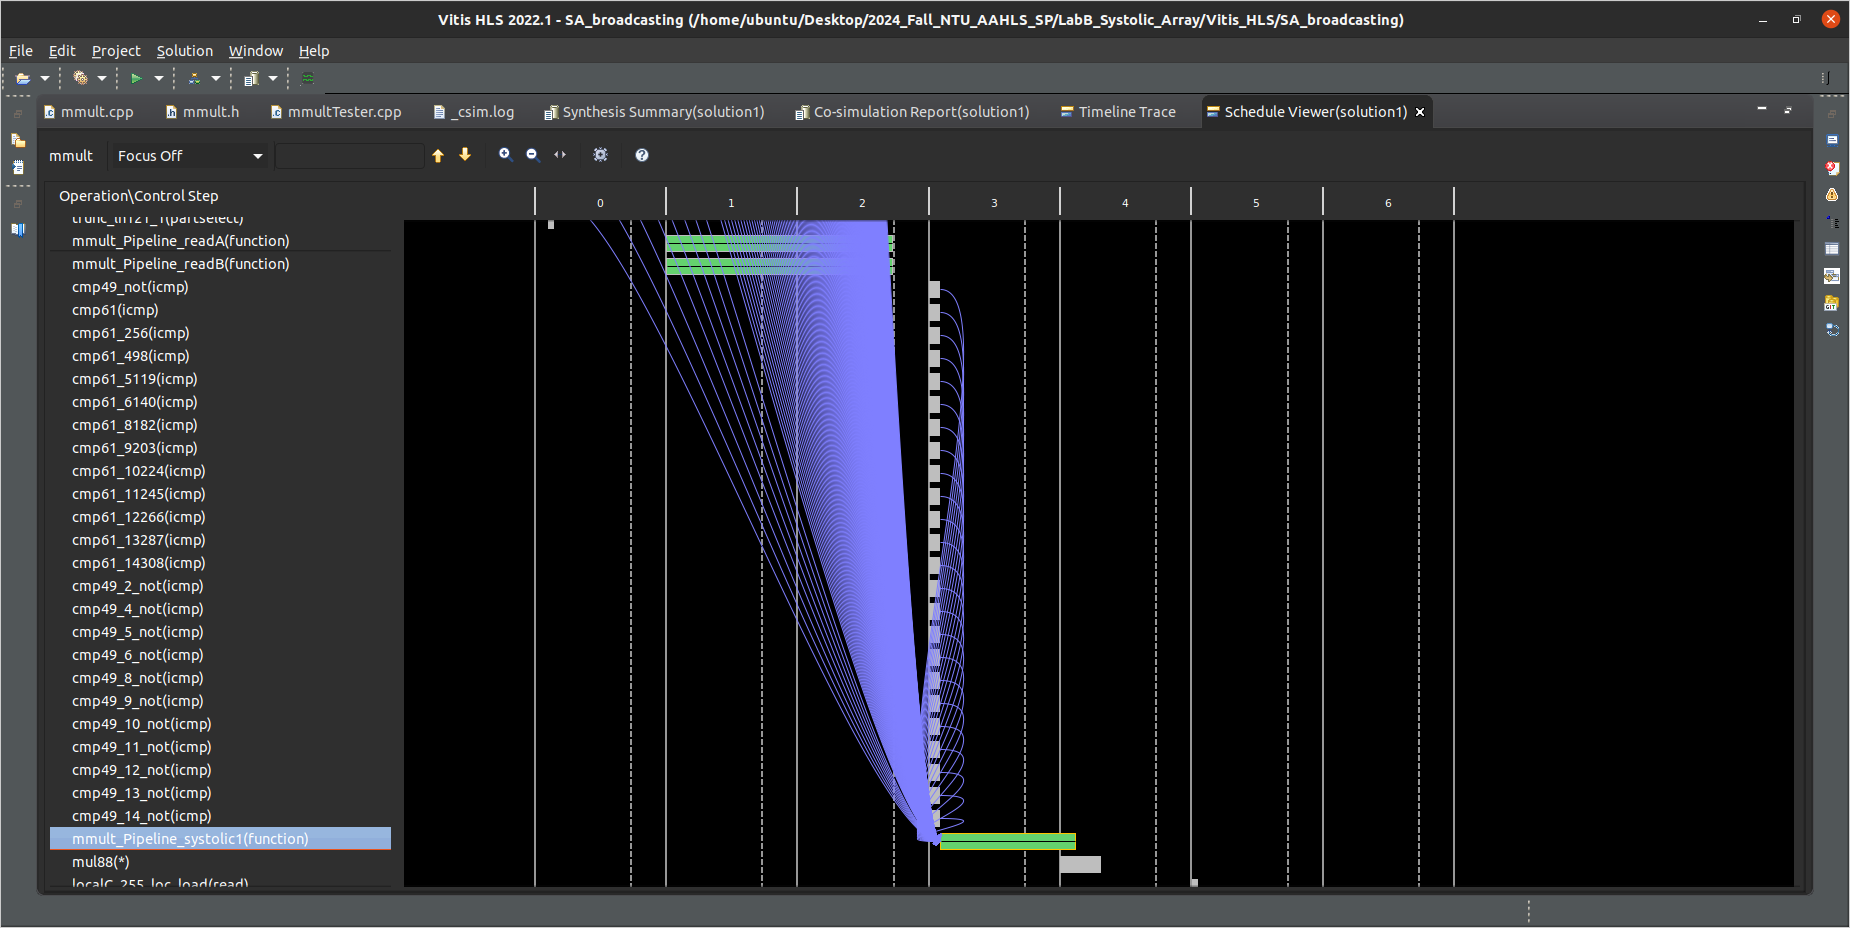 Vitis HLS 2022.1 - SA_broadcasting (/home/ubuntu/Desktop/2024_Fall_NTU_AAHLS_SP/LabB_Systolic_Array/Vitis_HLS/SA_broadcasting)
File Edit Project Solution Window Help
mmult.cpp mmult.h mmultTester.cpp _csim.log Synthesis Summary(solution1) Co-simulation Report(solution1) Timeline Trace Schedule Viewer(solution1)
mmult Focus Off
Operation\Control Step 0 1 2 3 4 5 6
trunc_ln121_1(partselect)
mmult_Pipeline_readA(function)
mmult_Pipeline_readB(function)
cmp49_not(icmp)
cmp61(icmp)
cmp61_256(icmp)
cmp61_498(icmp)
cmp61_5119(icmp)
cmp61_6140(icmp)
cmp61_8182(icmp)
cmp61_9203(icmp)
cmp61_10224(icmp)
cmp61_11245(icmp)
cmp61_12266(icmp)
cmp61_13287(icmp)
cmp61_14308(icmp)
cmp49_2_not(icmp)
cmp49_4_not(icmp)
cmp49_5_not(icmp)
cmp49_6_not(icmp)
cmp49_8_not(icmp)
cmp49_9_not(icmp)
cmp49_10_not(icmp)
cmp49_11_not(icmp)
cmp49_12_not(icmp)
cmp49_13_not(icmp)
cmp49_14_not(icmp)
mmult_Pipeline_systolic1(function)
mul88(*)
localC_255_loc_load(read)